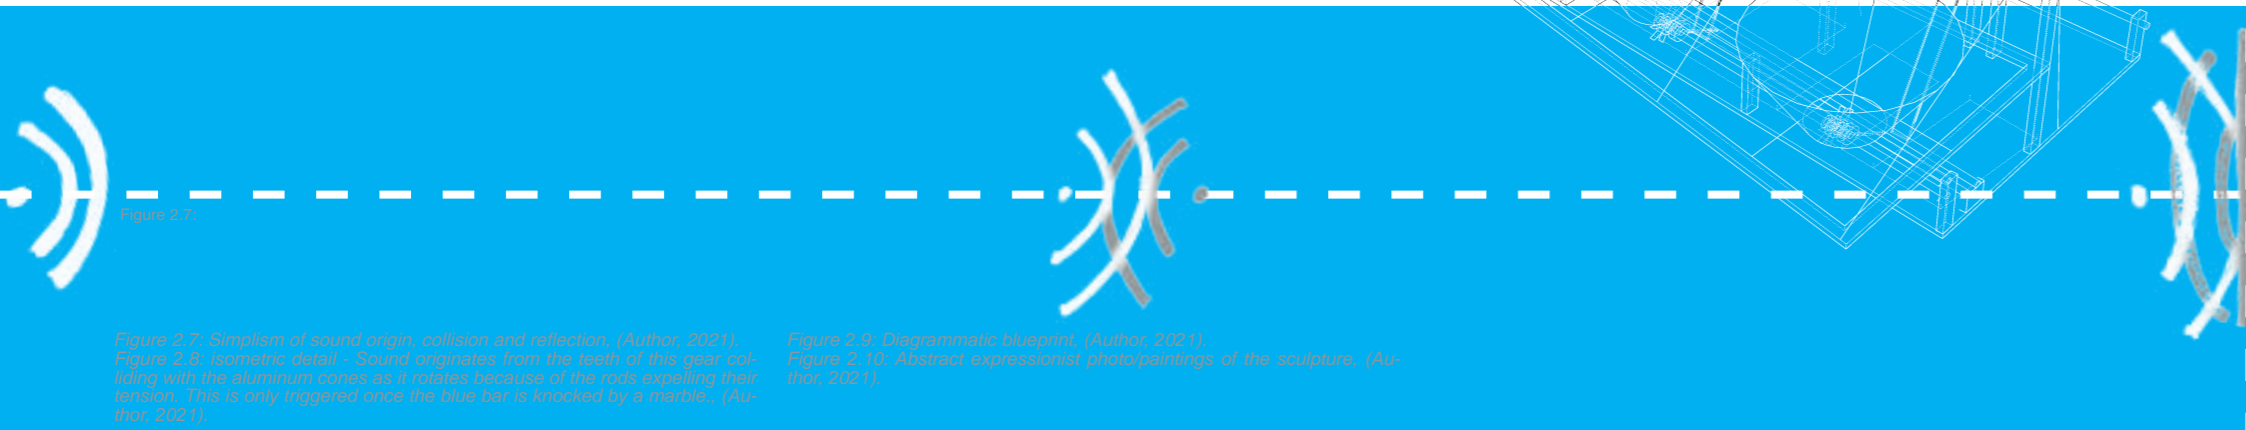 Figure 2.7:
Figure 2.7: Simplism of sound origin, collision and reflection, (Author, 2021).
Figure 2.8: isometric detail - Sound originates from the teeth of this gear col-
liding with the aluminum cones as it rotates because of the rods expelling their
tension. This is only triggered once the blue bar is knocked by a marble., (Au-
thor, 2021).
Figure 2.9: Diagrammatic blueprint, (Author, 2021).
Figure 2.10: Abstract expressionist photo/paintings of the sculpture, (Au-
thor, 2021).